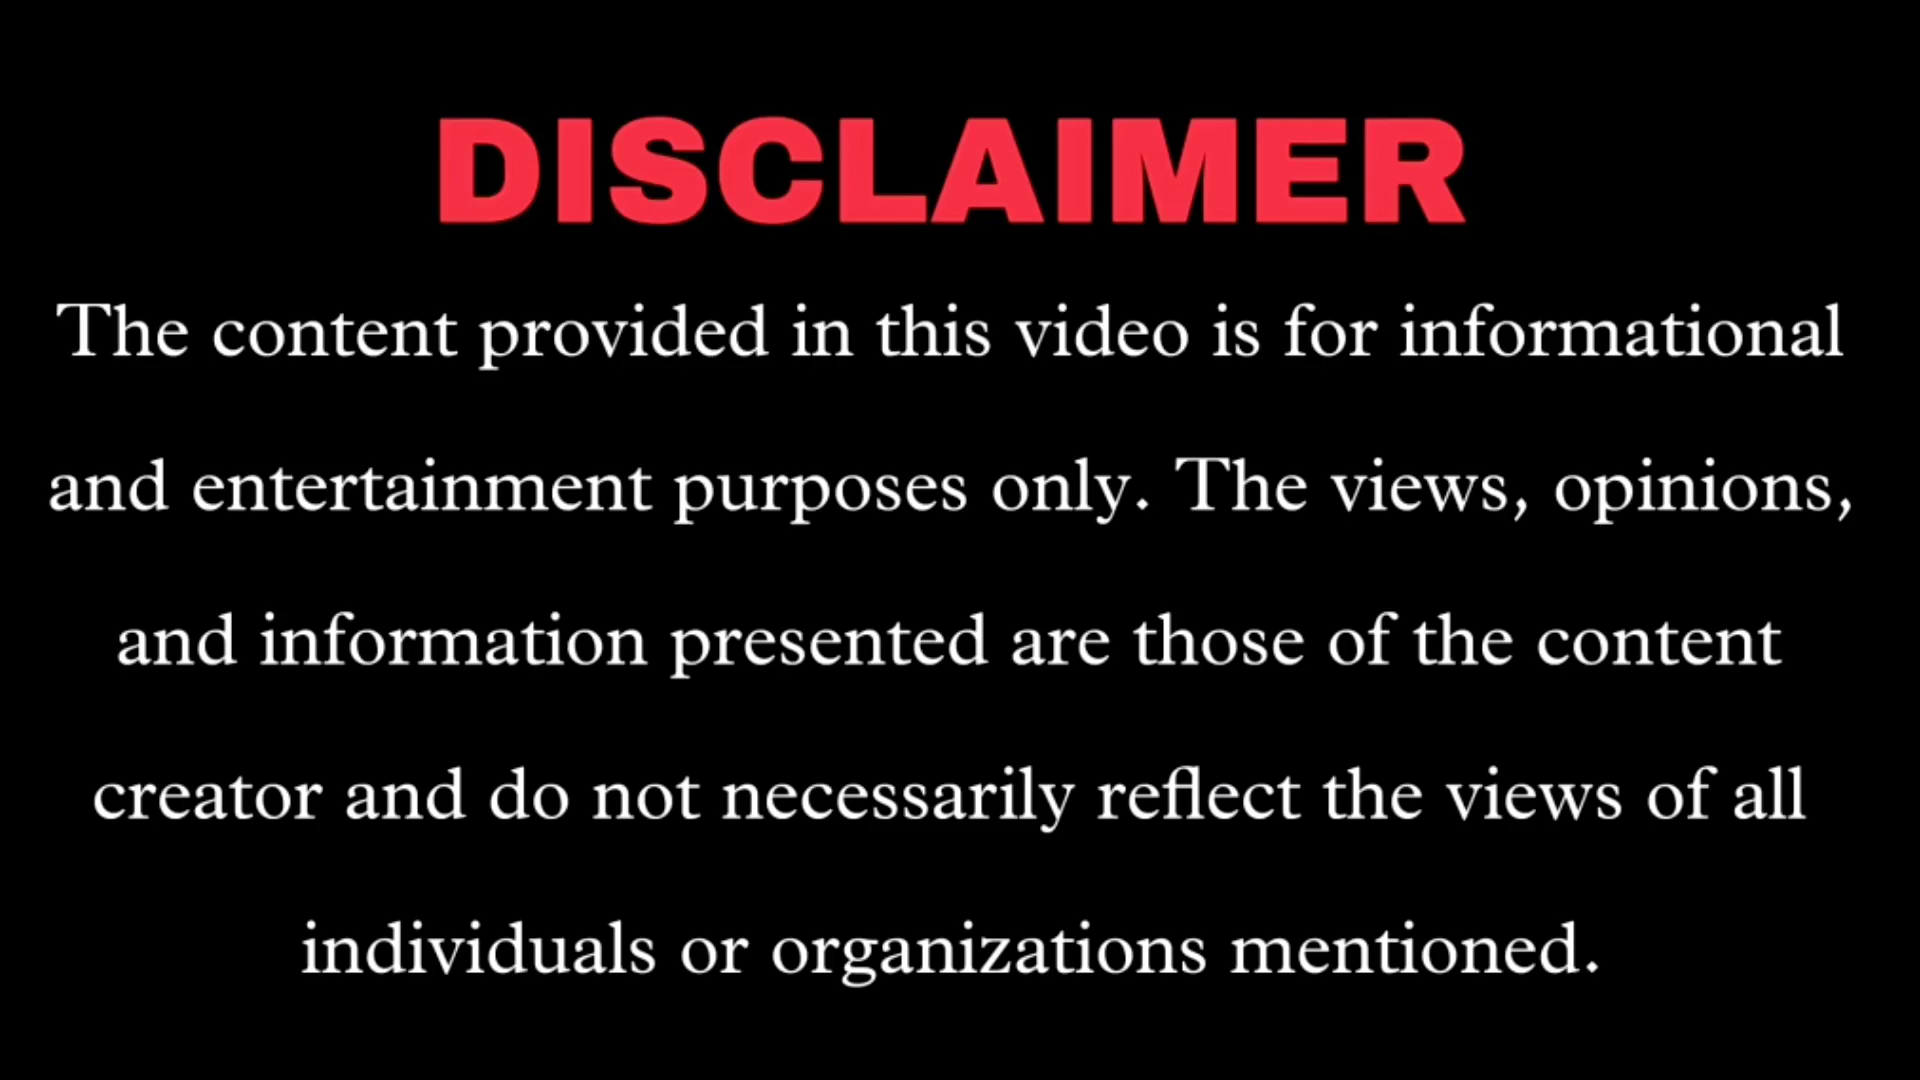 DISCLAIMER
The content provided in this video is for informational
and entertainment purposes only. The views, opinions,
and information presented are those of the content
creator and do not necessarily reflect the views of all
individuals or organizations mentioned.